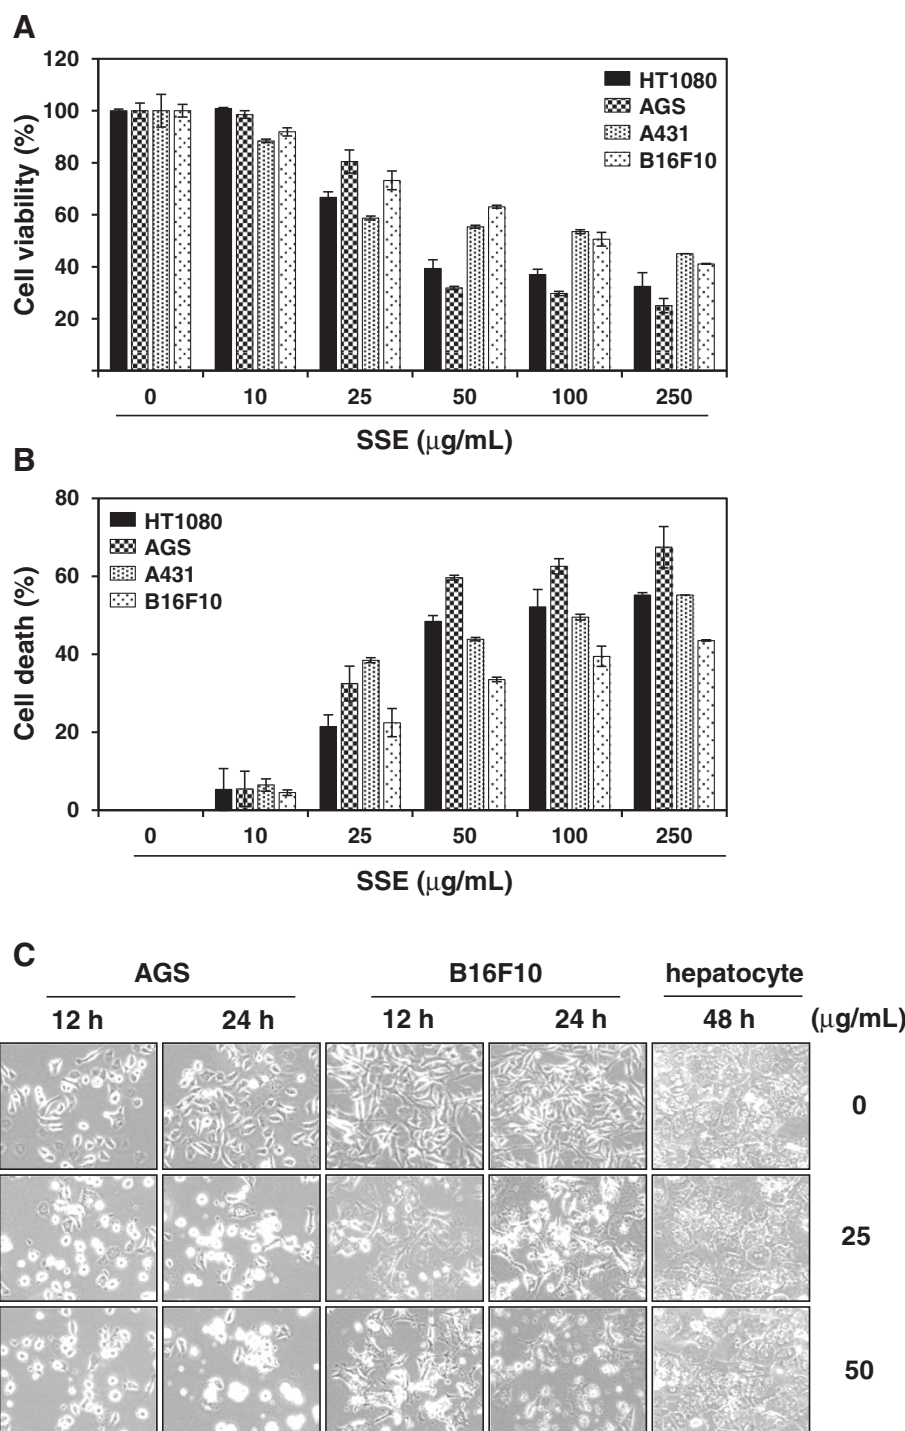 A
120
100
80
60
40
20
Cell viability (%)
HT1080
AGS
A431
B16F10
0 10 25 50 100 250
SSE (μg/mL)
B
80
60
40
20
0
Cell death (%)
HT1080
AGS
A431
B16F10
0 10 25 50 100 250
SSE (μg/mL)
C
AGS B16F10 hepatocyte
12 h 24 h 12 h 24 h 48 h (μg/mL)
0
25
50